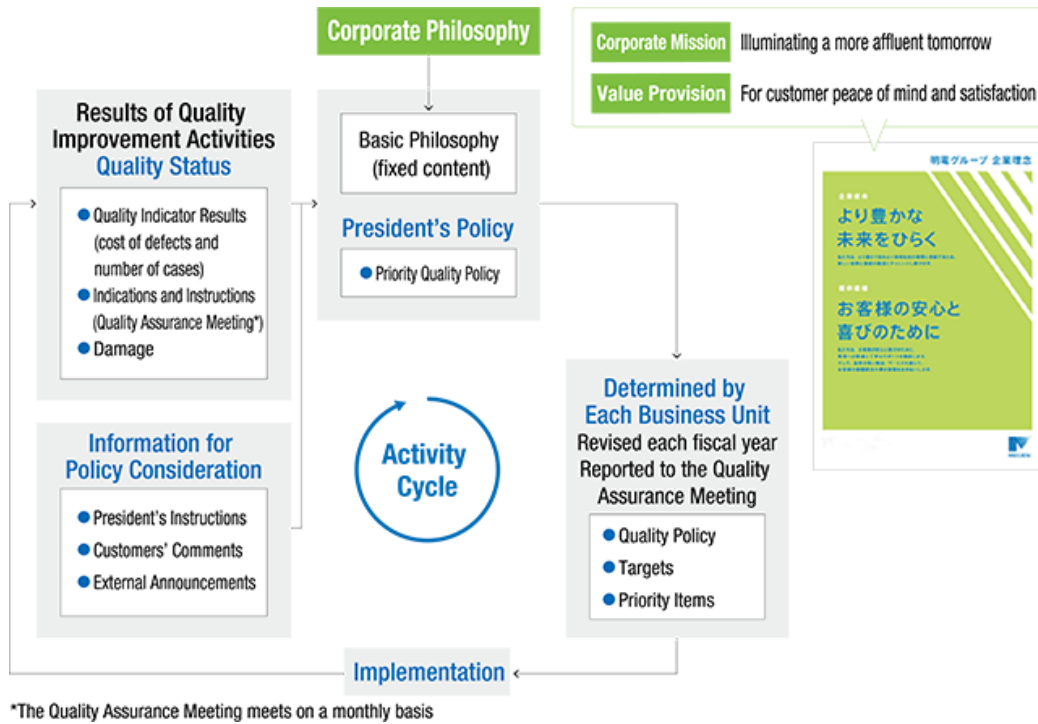 Corporate Philosophy
Corporate Mission Illuminating a more affluent tomorrow
Value Provision For customer peace of mind and satisfaction
Results of Quality
Improvement Activities
Quality Status
● Quality Indicator Results
(cost of defects and
number of cases)
● Indications and Instructions
(Quality Assurance Meeting*)
● Damage
Basic Philosophy
(fixed content)
President's Policy
● Priority Quality Policy
明電グループ 企業理念
より豊かな
未来をひらく
お客様の安心と
喜びのために
Information for
Policy Consideration
● President's Instructions
● Customers' Comments
● External Announcements
Activity
Cycle
Determined by
Each Business Unit
Revised each fiscal year
Reported to the Quality
Assurance Meeting
● Quality Policy
● Targets
● Priority Items
Implementation
*The Quality Assurance Meeting meets on a monthly basis